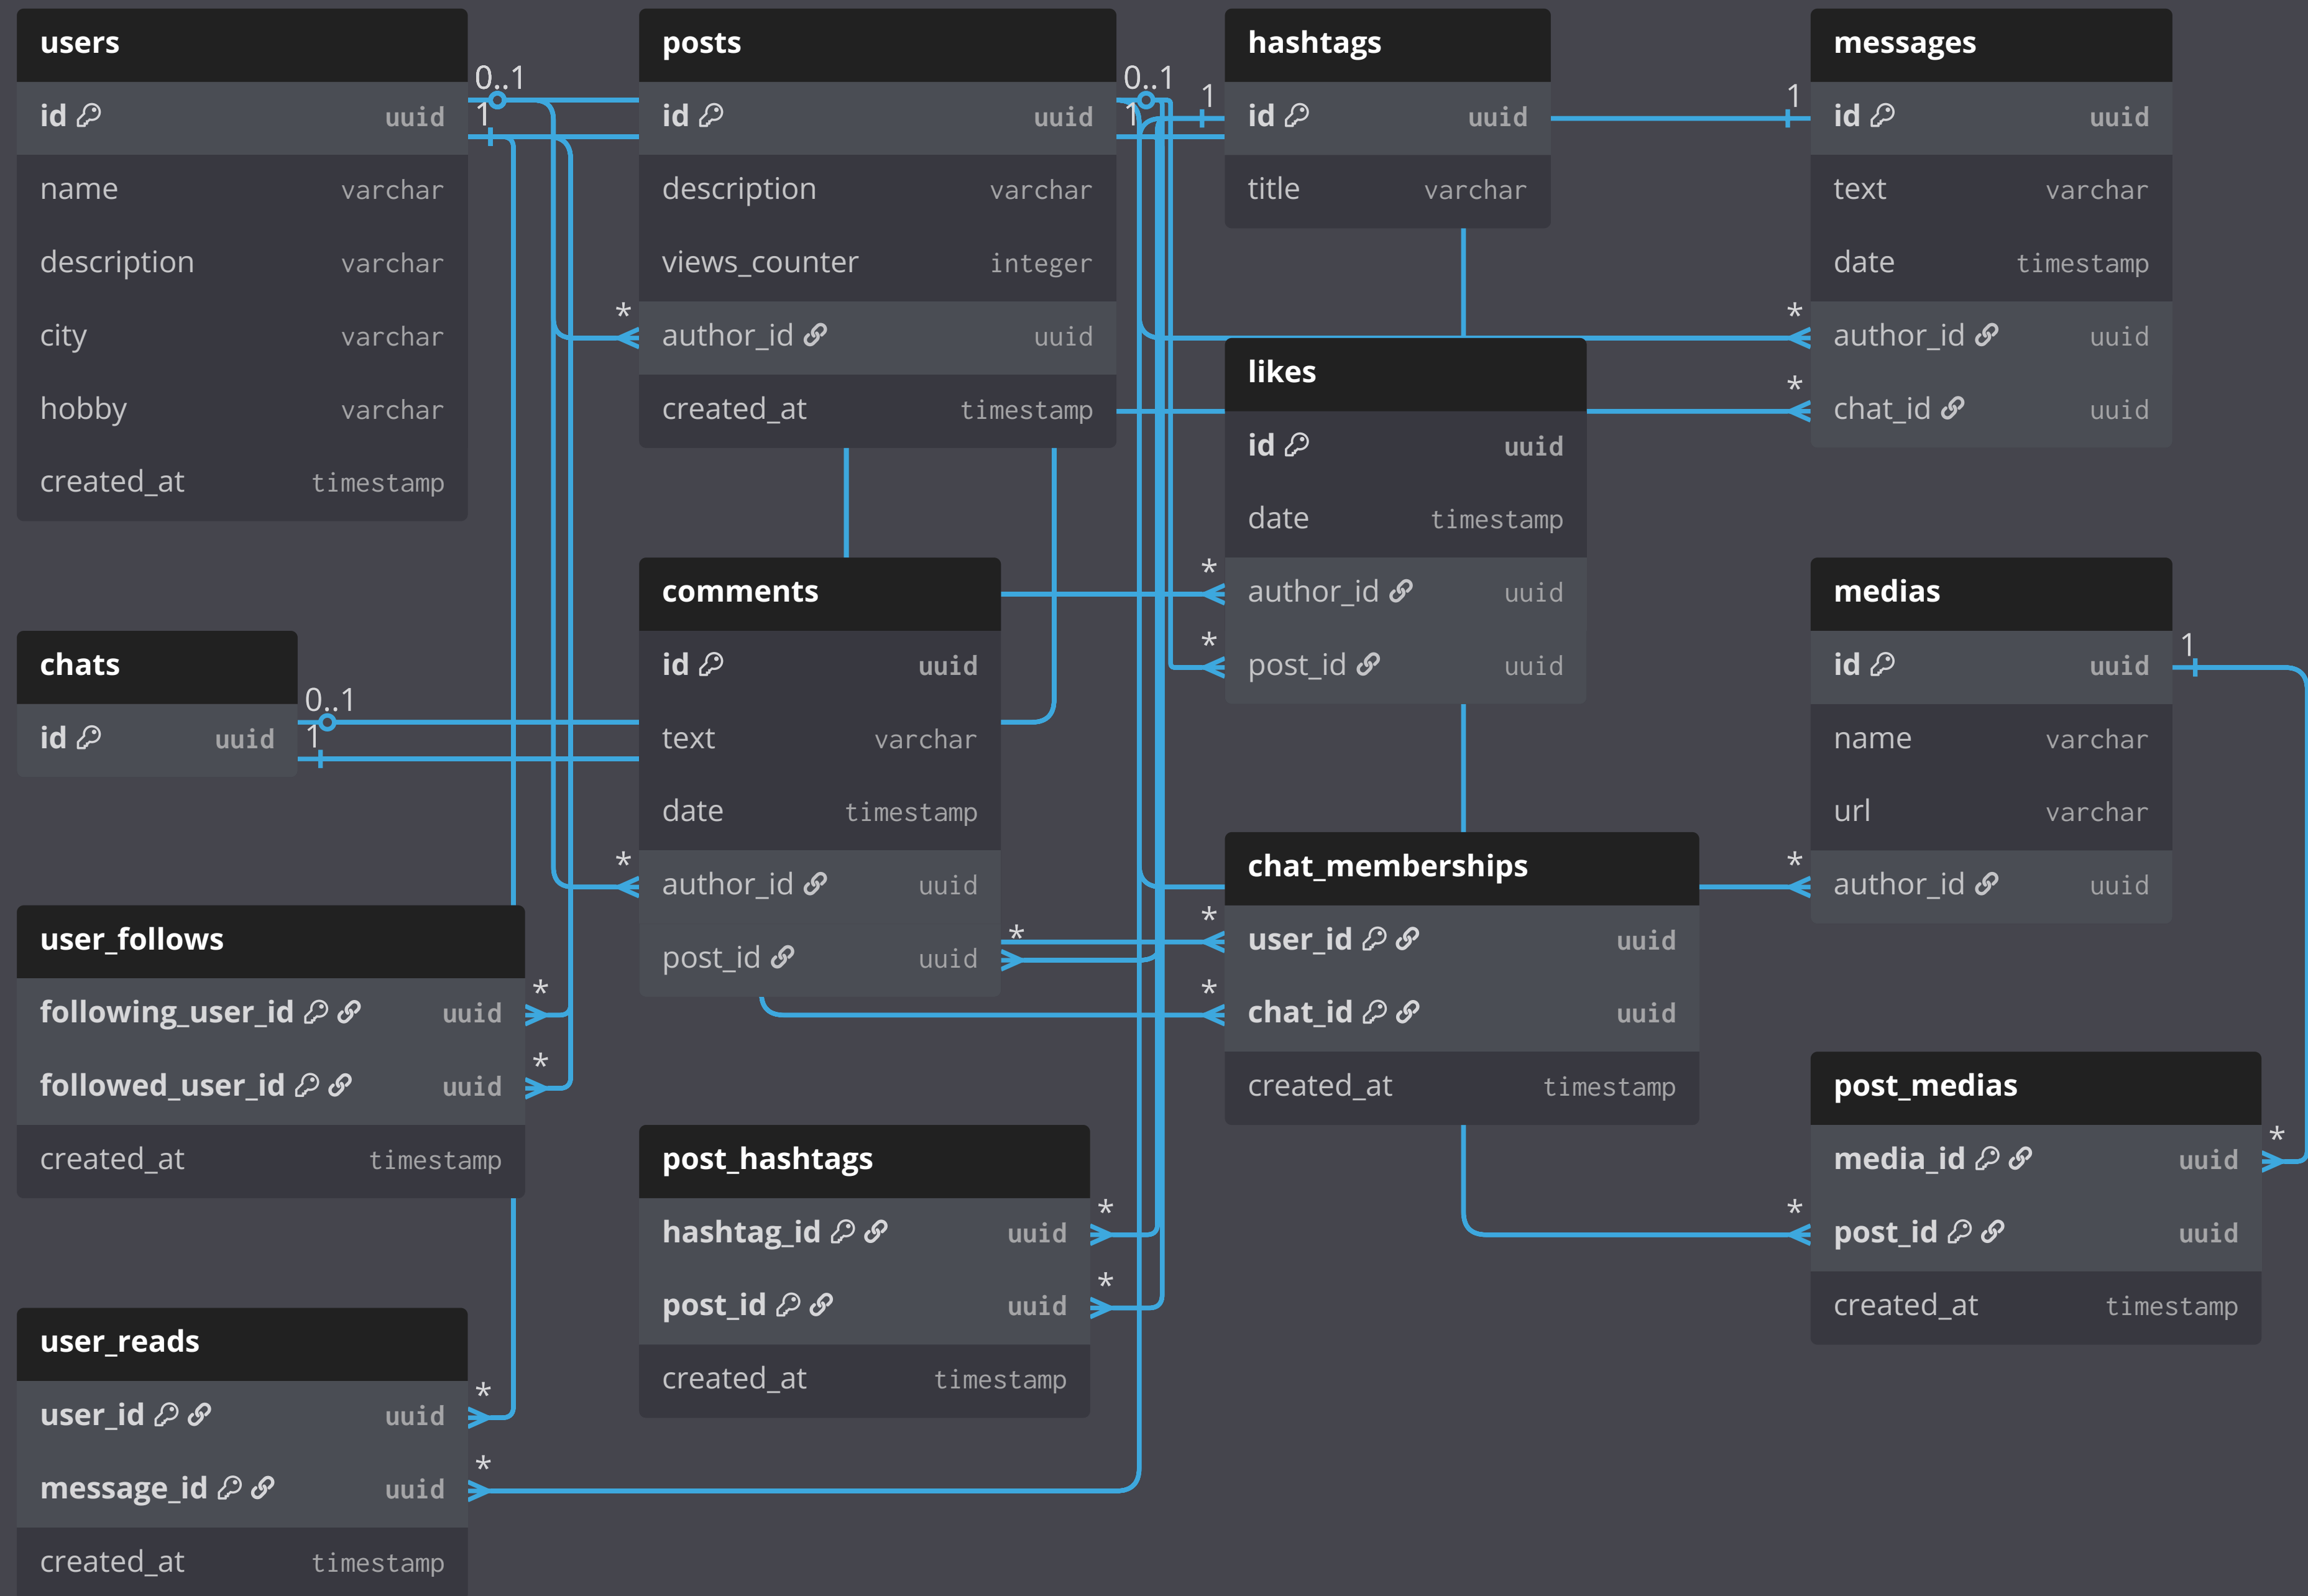 users
0..1
id uuid
1
name varchar
description varchar
city varchar
hobby varchar
created_at timestamp
posts
0..1
id uuid
1
description varchar
views_counter integer
*
author_id uuid
created_at timestamp
hashtags
1
id uuid
title varchar
messages
1
id uuid
text varchar
date timestamp
*
author_id uuid
*
chat_id uuid
likes
id uuid
date timestamp
*
author_id uuid
*
post_id uuid
chats
0..1
id uuid
1
comments
id uuid
text varchar
date timestamp
*
author_id uuid
*
post_id uuid
medias
1
id uuid
name varchar
url varchar
*
author_id uuid
chat_memberships
*
user_id uuid
*
chat_id uuid
created_at timestamp
user_follows
*
following_user_id uuid
*
followed_user_id uuid
created_at timestamp
post_hashtags
*
hashtag_id uuid
*
post_id uuid
created_at timestamp
post_medias
*
media_id uuid
*
post_id uuid
created_at timestamp
user_reads
*
user_id uuid
*
message_id uuid
created_at timestamp